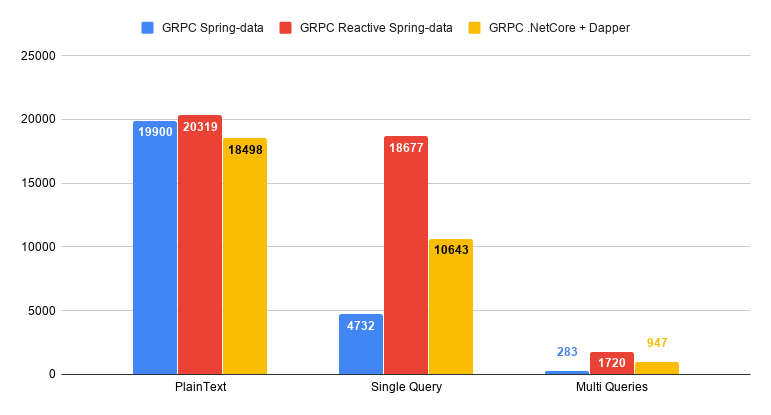 GRPC Spring-data GRPC Reactive Spring-data GRPC .NetCore + Dapper
25000
20000
15000
10000
5000
0
19900 20319 18498
4732 18677 10643
283 1720 947
PlainText Single Query Multi Queries